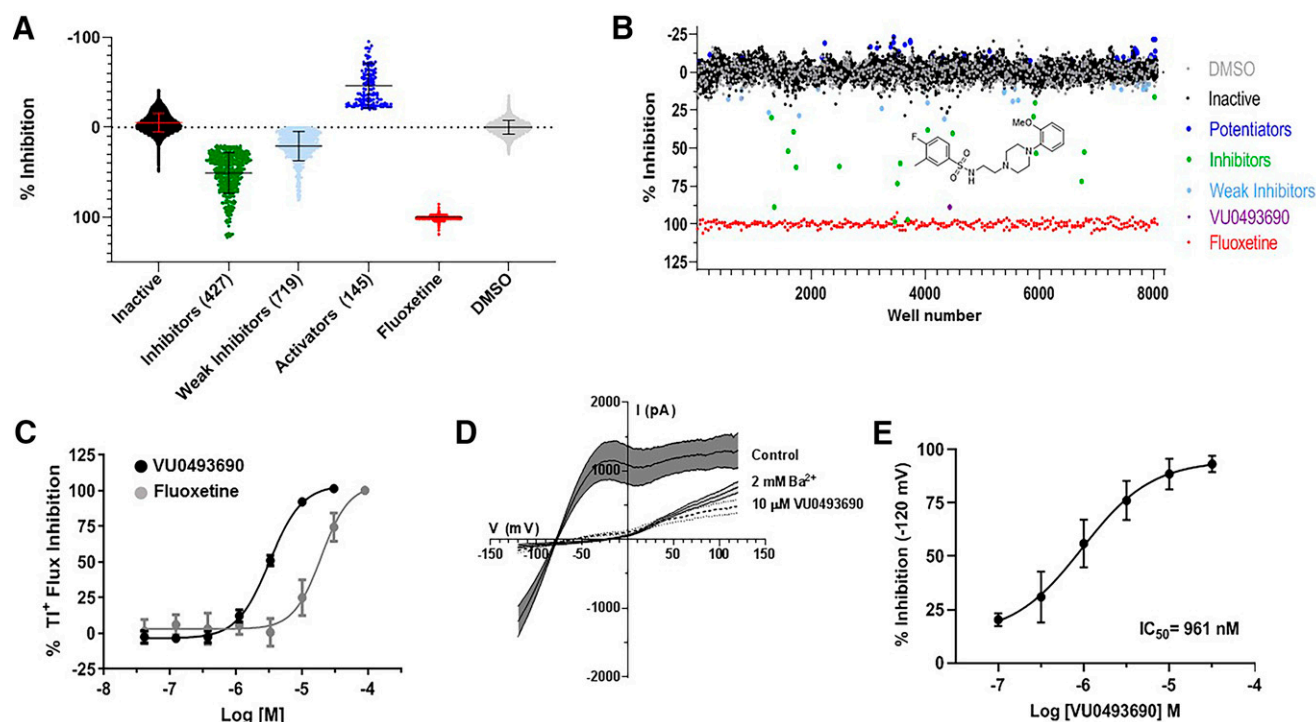 A
% Inhibition
-100
0
100
Inactive
Inhibitors (427)
Weak Inhibitors (719)
Activators (145)
Fluoxetine
DMSO
B
% Inhibition
-25
0
25
50
75
100
125
2000
4000
6000
8000
Well number
MeO
F
N
N
S
O
O
N
H
DMSO
Inactive
Potentiators
Inhibitors
Weak Inhibitors
VU0493690
Fluoxetine
C
% Tl+ Flux Inhibition
125
100
75
50
25
0
-25
VU0493690
Fluoxetine
-8
-7
-6
-5
-4
-3
Log [M]
D
2000
I (pA)
1000
Control
2 mM Ba²⁺
10 µM VU0493690
V (mV)
-150
-100
-50
0
50
100
150
-1000
-2000
E
% Inhibition (-120 mV)
100
75
50
25
0
IC₅₀= 961 nM
-7
-6
-5
-4
Log [VU0493690] M